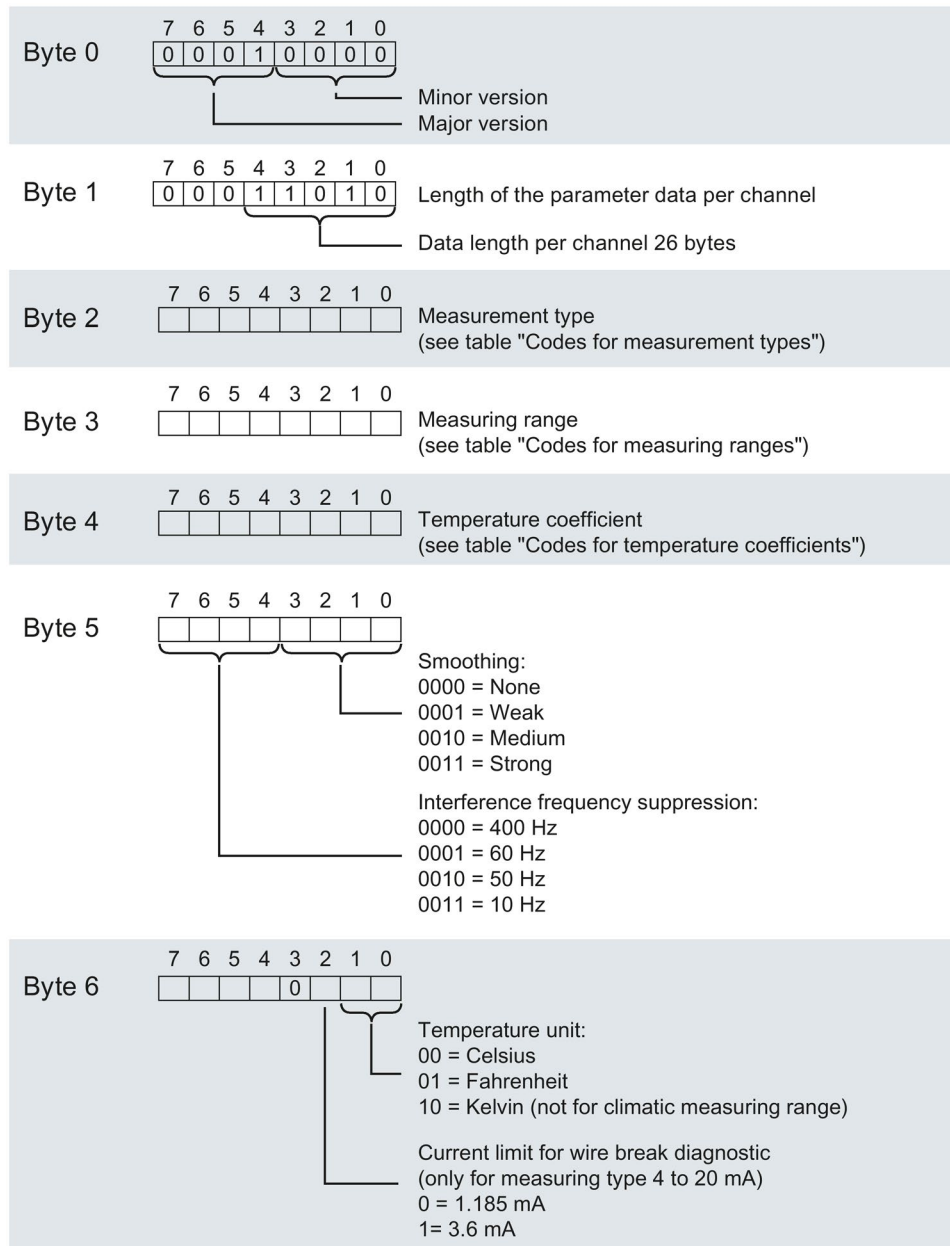 7 6 5 4 3 2 1 0
Byte 0 0 0 0 1 0 0 0 0
Minor version
Major version
7 6 5 4 3 2 1 0
Byte 1 0 0 0 1 1 0 1 0 Length of the parameter data per channel
Data length per channel 26 bytes
7 6 5 4 3 2 1 0
Byte 2 Measurement type
(see table "Codes for measurement types")
7 6 5 4 3 2 1 0
Byte 3 Measuring range
(see table "Codes for measuring ranges")
7 6 5 4 3 2 1 0
Byte 4 Temperature coefficient
(see table "Codes for temperature coefficients")
7 6 5 4 3 2 1 0
Byte 5
Smoothing:
0000 = None
0001 = Weak
0010 = Medium
0011 = Strong
Interference frequency suppression:
0000 = 400 Hz
0001 = 60 Hz
0010 = 50 Hz
0011 = 10 Hz
7 6 5 4 3 2 1 0
Byte 6 0
Temperature unit:
00 = Celsius
01 = Fahrenheit
10 = Kelvin (not for climatic measuring range)
Current limit for wire break diagnostic
(only for measuring type 4 to 20 mA)
0 = 1.185 mA
1= 3.6 mA